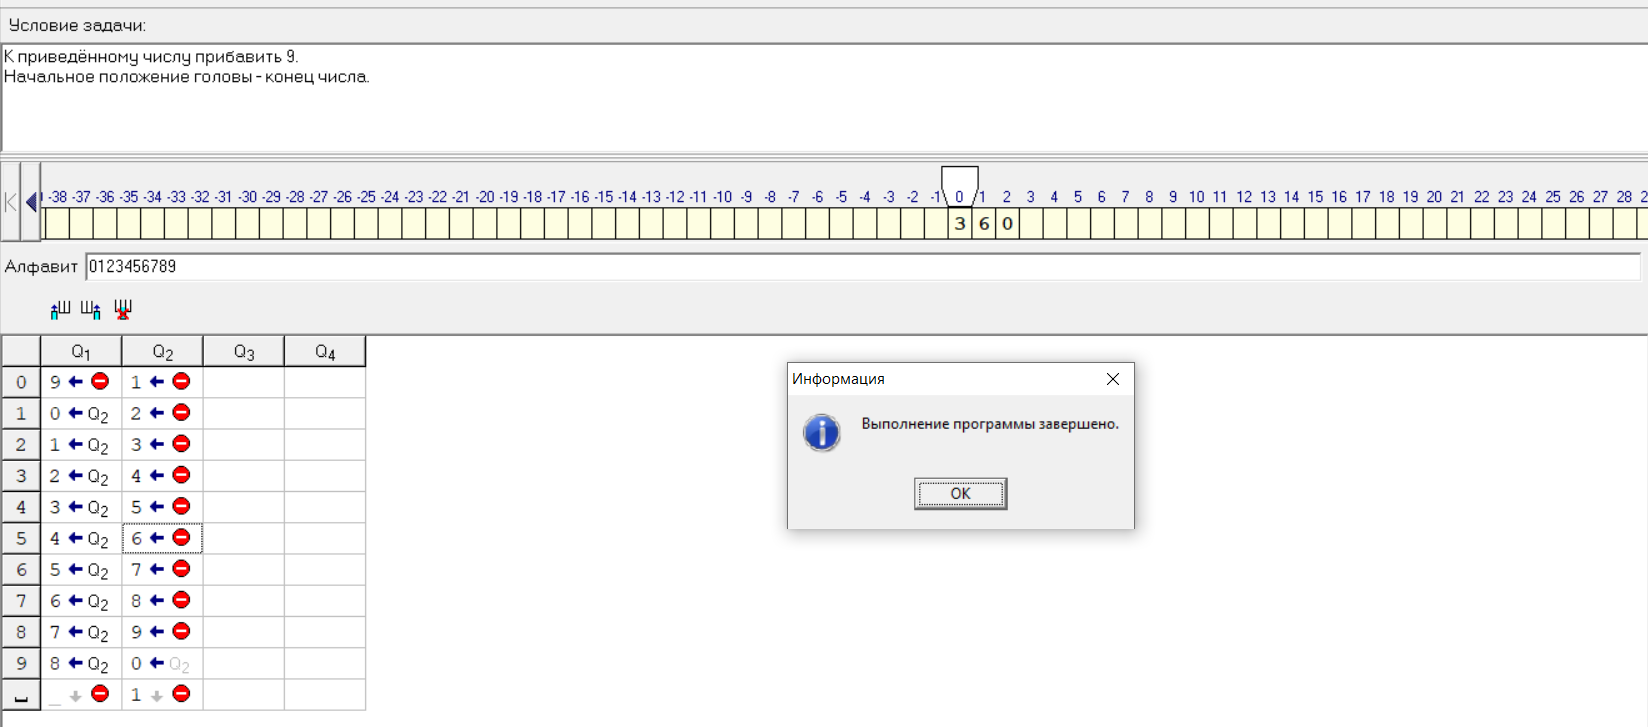 Условие задачи:
К приведённому числу прибавить 9.
Начальное положение головы - конец числа.
-38 -37 -36 -35 -34 -33 -32 -31 -30 -29 -28 -27 -26 -25 -24 -23 -22 -21 -20 -19 -18 -17 -16 -15 -14 -13 -12 -11 -10 -9 -8 -7 -6 -5 -4 -3 -2 -1 0 1 2 3 4 5 6 7 8 9 10 11 12 13 14 15 16 17 18 19 20 21 22 23 24 25 26 27 28 2
3 6 0
Алфавит 0123456789
Ш Ш Ш
Q1 Q2 Q3 Q4
0 9 1
1 0 Q2 2
2 1 Q2 3
3 2 Q2 4
4 3 Q2 5
5 4 Q2 6
6 5 Q2 7
7 6 Q2 8
8 7 Q2 9
9 8 Q2 0 Q2
_ 1
Информация
Выполнение программы завершено.
OK